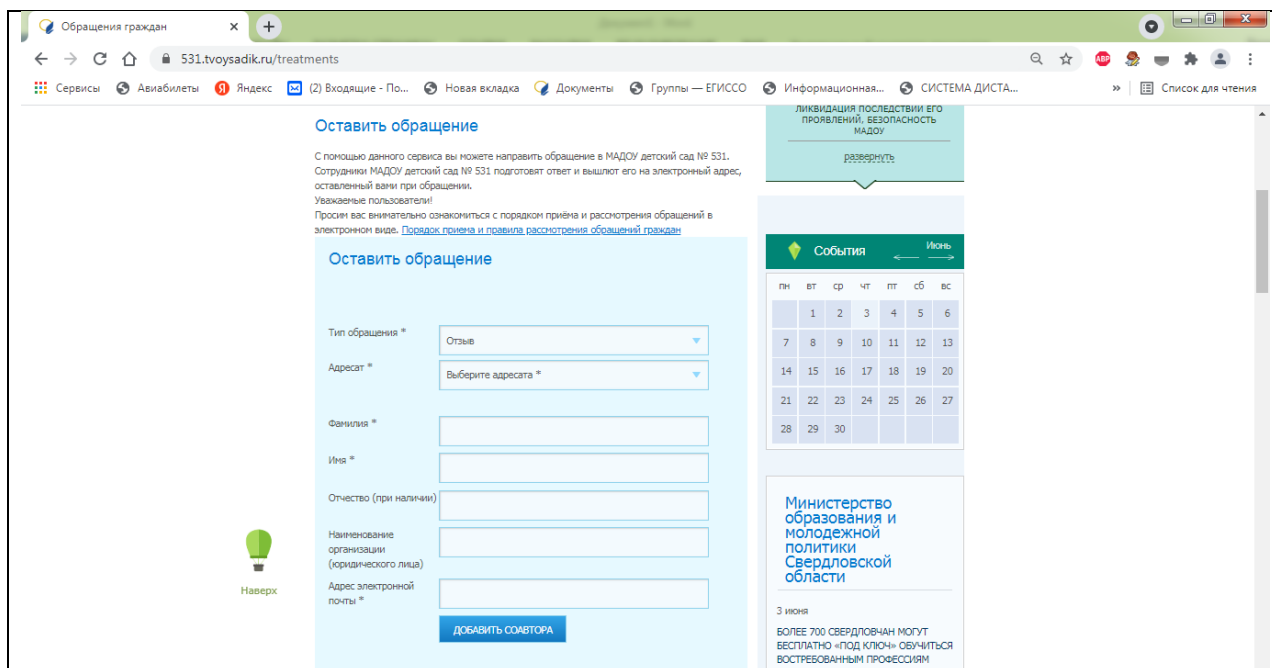 Обращения граждан
531.tvoysadik.ru/treatments
ABP
Сервисы Авиабилеты Яндекс (2) Входящие - По... Новая вкладка Документы Группы — ЕГИССО Информационная... СИСТЕМА ДИСТА... » Список для чтения
Оставить обращение
С помощью данного сервиса вы можете направить обращение в МАДОУ детский сад № 531.
Сотрудники МАДОУ детский сад № 531 подготовят ответ и вышлют его на электронный адрес,
оставленный вами при обращении.
Уважаемые пользователи!
Просим вас внимательно ознакомиться с порядком приёма и рассмотрения обращений в
электронном виде. Порядок приема и правила рассмотрения обращений граждан
Оставить обращение
Тип обращения *
Отзыв
Адресат *
Выберите адресата *
Фамилия *
Имя *
Отчество (при наличии)
Наименование
организации
(юридического лица)
Адрес электронной
почты *
ДОБАВИТЬ СОАВТОРА
Наверх
ЛИКВИДАЦИЯ ПОСЛЕДСТВИЙ ЕГО
ПРОЯВЛЕНИЙ, БЕЗОПАСНОСТЬ
МАДОУ
развернуть
События
Июнь
пн вт ср чт пт сб вс
1 2 3 4 5 6
7 8 9 10 11 12 13
14 15 16 17 18 19 20
21 22 23 24 25 26 27
28 29 30
Министерство
образования и
молодежной
политики
Свердловской
области
3 июня
БОЛЕЕ 700 СВЕРДЛОВЧАН МОГУТ
БЕСПЛАТНО «ПОД КЛЮЧ» ОБУЧИТЬСЯ
ВОСТРЕБОВАННЫМ ПРОФЕССИЯМ